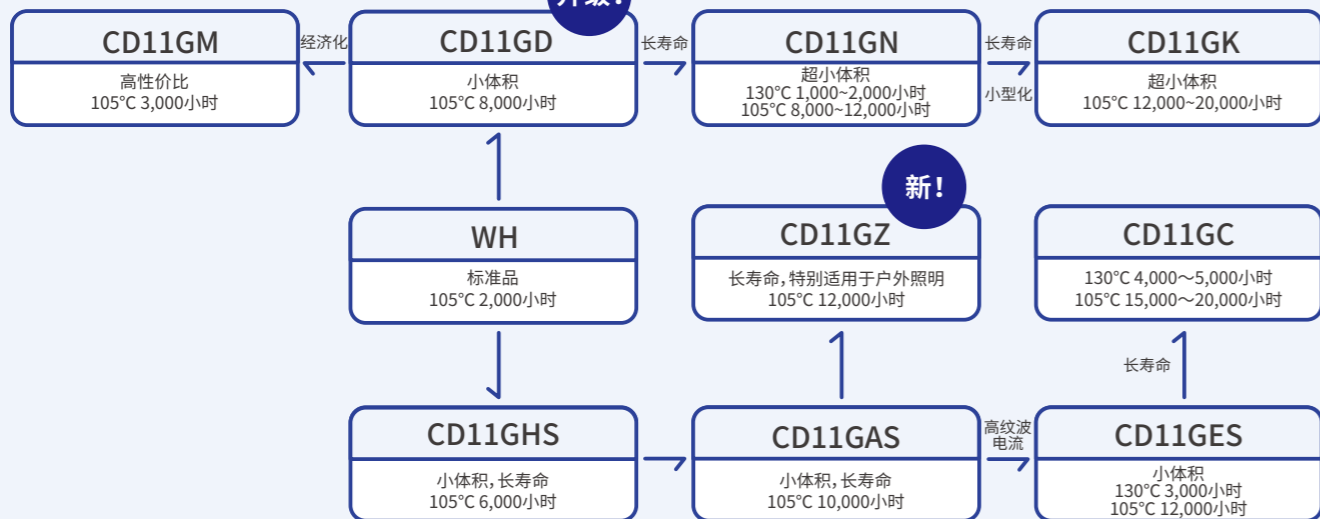 升级!
CD11GM
高性价比
105℃ 3,000小时
经济化
CD11GD
小体积
105℃ 8,000小时
长寿命
CD11GN
超小体积
130℃ 1,000~2,000小时
105℃ 8,000~12,000小时
长寿命
小型化
CD11GK
超小体积
105℃ 12,000~20,000小时
WH
标准品
105℃ 2,000小时
新!
CD11GZ
长寿命,特别适用于户外照明
105℃ 12,000小时
CD11GC
130℃ 4,000～5,000小时
105℃ 15,000～20,000小时
长寿命
CD11GHS
小体积,长寿命
105℃ 6,000小时
CD11GAS
小体积,长寿命
105℃ 10,000小时
高纹波
电流
CD11GES
小体积
130℃ 3,000小时
105℃ 12,000小时